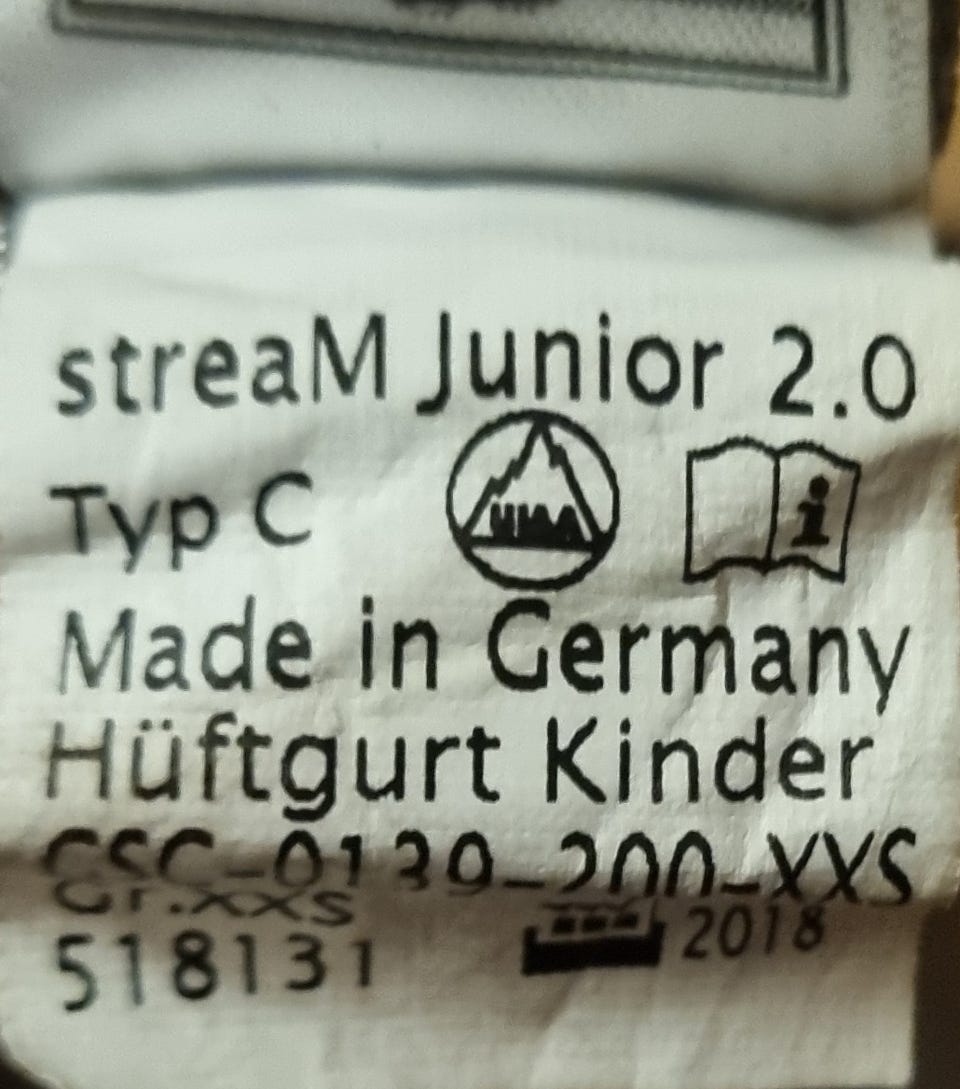 streaM Junior 2.0
Typ C UIAA i
Made in Germany
Hüftgurt Kinder
CSC-0139-200-XXS
Gr.xxs
518131 2018